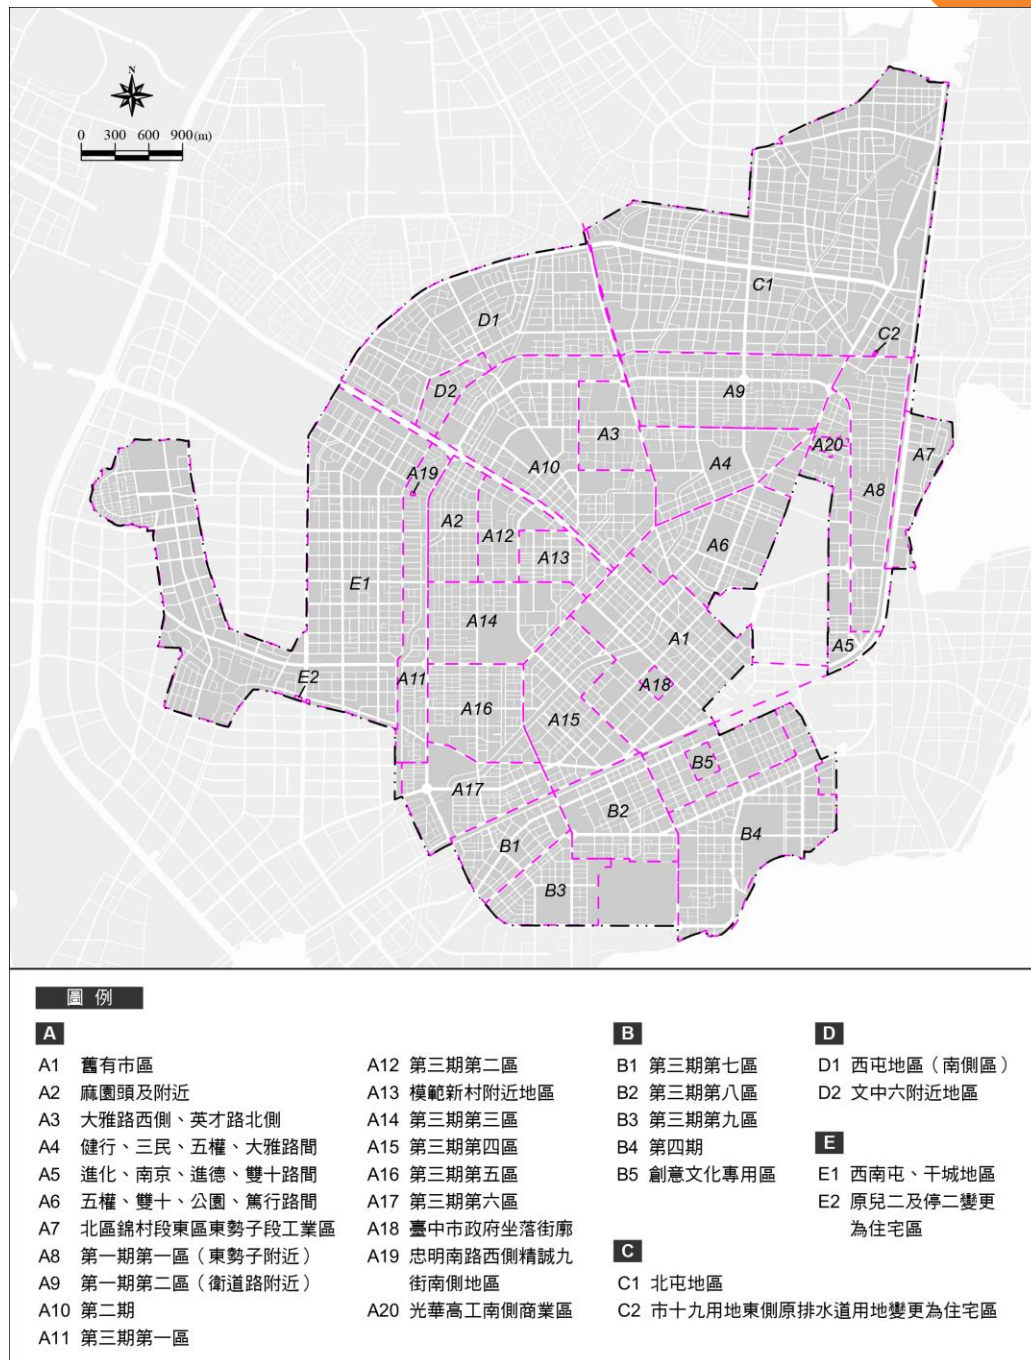 N
0 300 600 900(m)
C1
D1
C2
D2
A9
A3
A20
A7
A10
A4
A19
A8
A2
A12
A6
A13
E1
A14
A1
A5
A11
E2
A18
A16
A15
B5
A17
B2
B4
B1
B3
圖例
A
A1 舊有市區
A2 麻園頭及附近
A3 大雅路西側、英才路北側
A4 健行、三民、五權、大雅路間
A5 進化、南京、進德、雙十路間
A6 五權、雙十、公園、篤行路間
A7 北區錦村段東區東勢子段工業區
A8 第一期第一區（東勢子附近）
A9 第一期第二區（衛道路附近）
A10 第二期
A11 第三期第一區
A12 第三期第二區
A13 模範新村附近地區
A14 第三期第三區
A15 第三期第四區
A16 第三期第五區
A17 第三期第六區
A18 臺中市政府坐落街廓
A19 忠明南路西側精誠九
街南側地區
A20 光華高工南側商業區
B
B1 第三期第七區
B2 第三期第八區
B3 第三期第九區
B4 第四期
B5 創意文化專用區
C
C1 北屯地區
C2 市十九用地東側原排水道用地變更為住宅區
D
D1 西屯地區（南側區）
D2 文中六附近地區
E
E1 西南屯、干城地區
E2 原兒二及停二變更
為住宅區